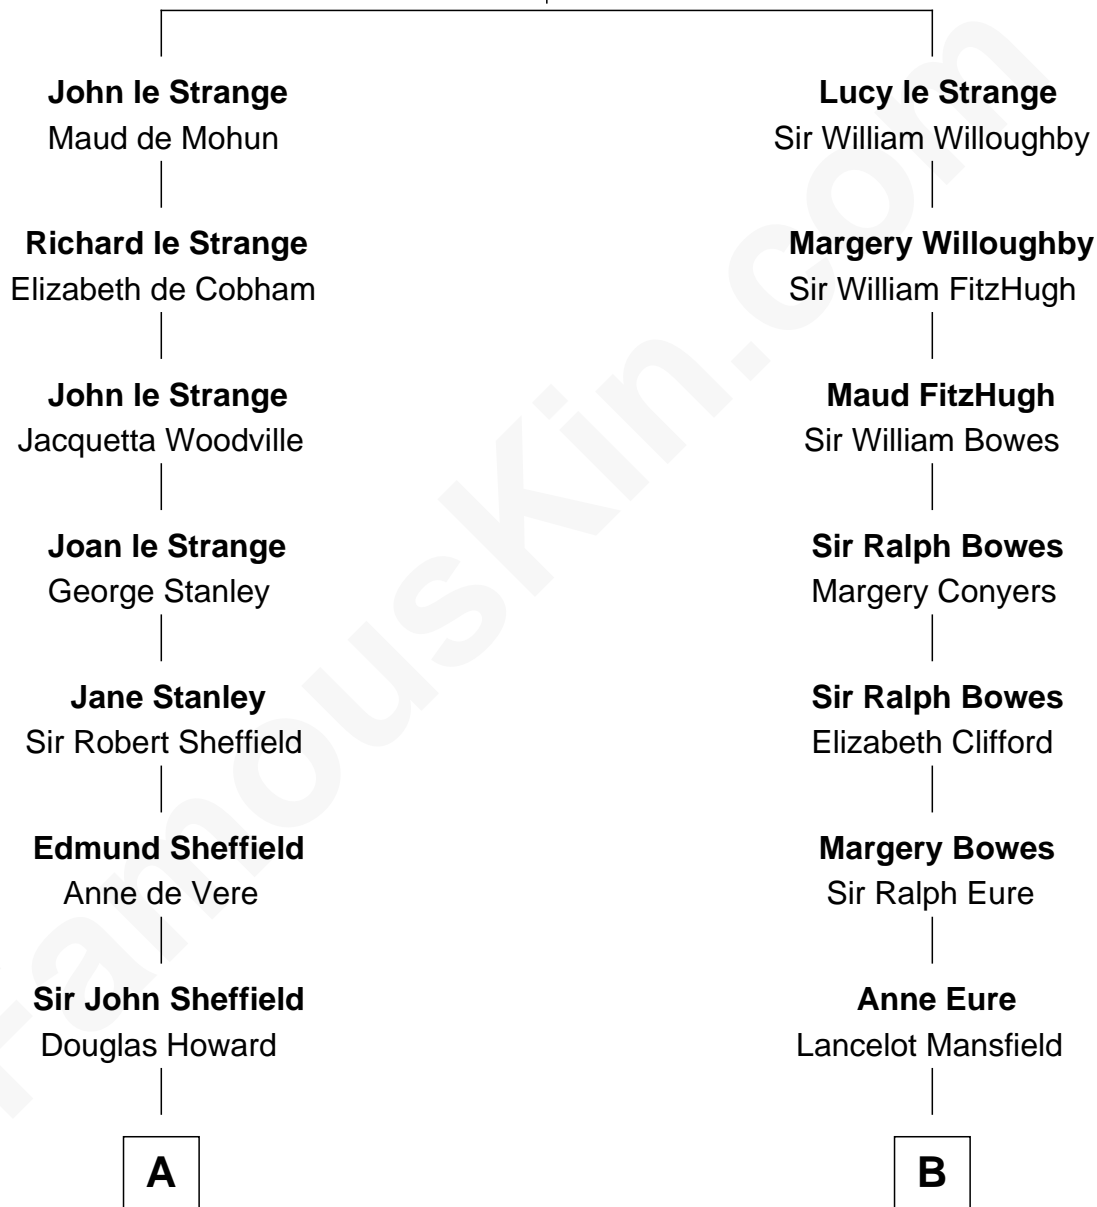 John le Strange
Maud de Mohun
Richard le Strange
Elizabeth de Cobham
John le Strange
Jacquetta Woodville
Joan le Strange
George Stanley
Jane Stanley
Sir Robert Sheffield
Edmund Sheffield
Anne de Vere
Sir John Sheffield
Douglas Howard
A
Lucy le Strange
Sir William Willoughby
Margery Willoughby
Sir William FitzHugh
Maud FitzHugh
Sir William Bowes
Sir Ralph Bowes
Margery Conyers
Sir Ralph Bowes
Elizabeth Clifford
Margery Bowes
Sir Ralph Eure
Anne Eure
Lancelot Mansfield
B
FamousKin.com